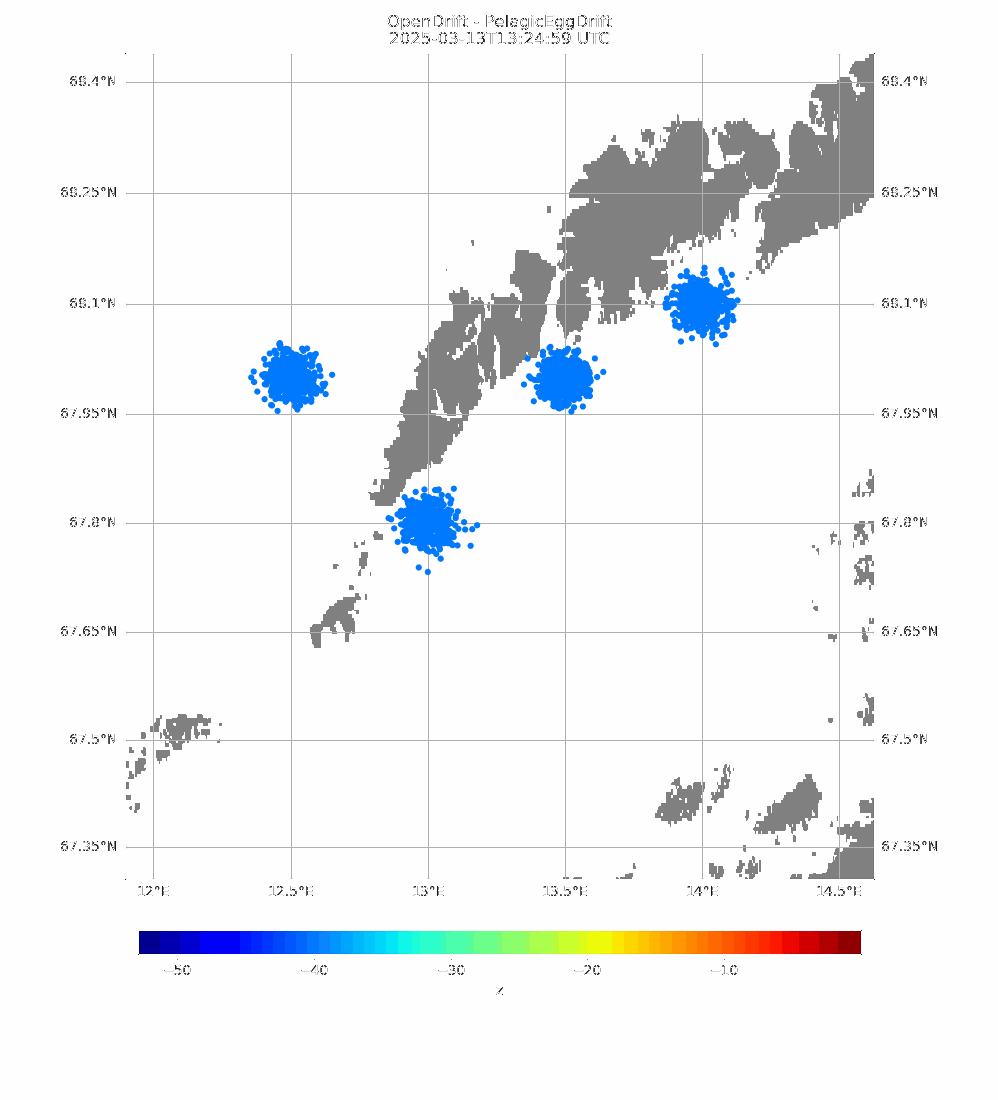 OpenDrift - PelagicEggDrift
2025-03-13T13:24:59 UTC
68.4°N 68.4°N
68.25°N 68.25°N
68.1°N 68.1°N
67.95°N 67.95°N
67.8°N 67.8°N
67.65°N 67.65°N
67.5°N 67.5°N
67.35°N 67.35°N
12°E 12.5°E 13°E 13.5°E 14°E 14.5°E
−50 −40 −30 −20 −10
z